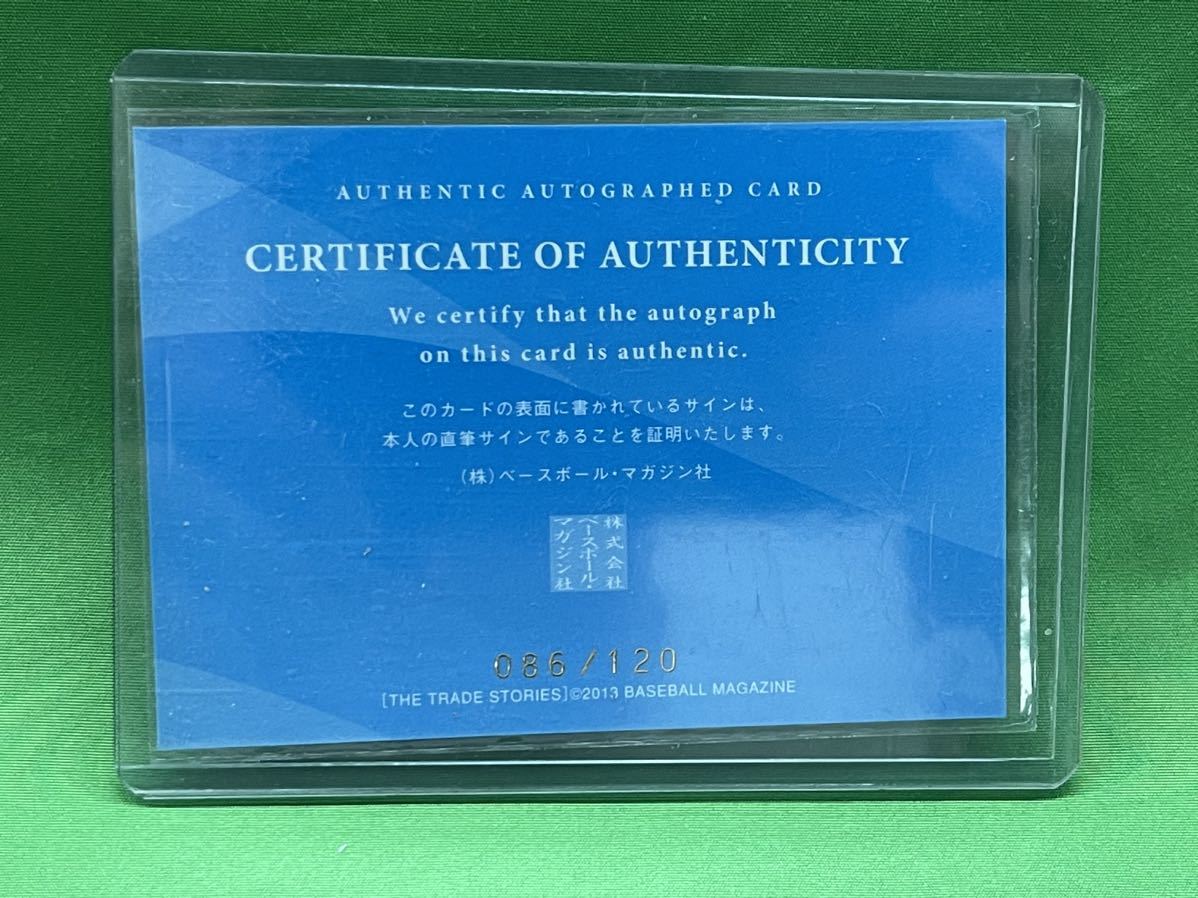 AUTHENTIC AUTOGRAPHED CARD
CERTIFICATE OF AUTHENTICITY
We certify that the autograph
on this card is authentic.
このカードの表面に書かれているサインは、
本人の直筆サインであることを証明いたします。
(株)ベースボール・マガジン社
株式会社
ベースボール・
マガジン社
086/120
[THE TRADE STORIES]©2013 BASEBALL MAGAZINE